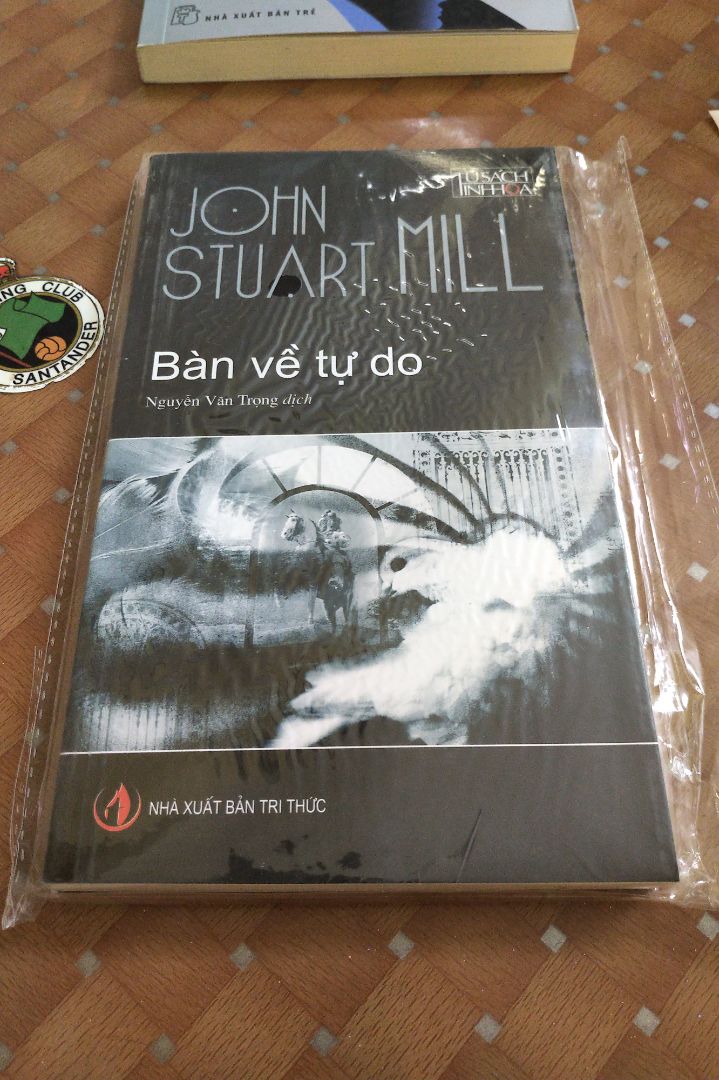 NHÀ XUẤT BẢN TRẺ
TỦ SÁCH
TINH HOA
JOHN
STUART MILL
Bàn về tự do
Nguyễn Văn Trọng dịch
ING CLUB
SANTANDER
NHÀ XUẤT BẢN TRI THỨC